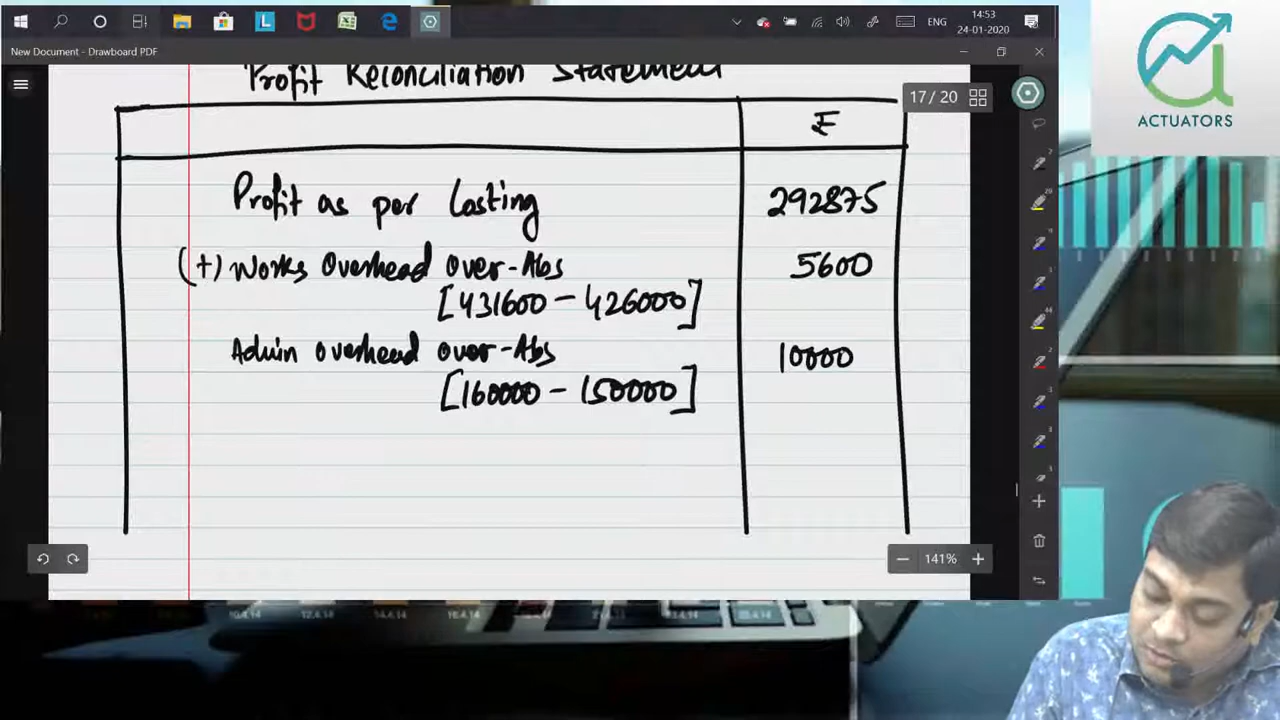 14:53
ENG
24-01-2020
New Document - Drawboard PDF
Profit Reconciliation Statement
17 / 20
₹
ACTUATORS
Profit as per Costing 292875
(+) Works Overhead over-Abs 5600
[431600 - 426000]
Admin overhead over-Abs 10000
[160000 - 150000]
141%